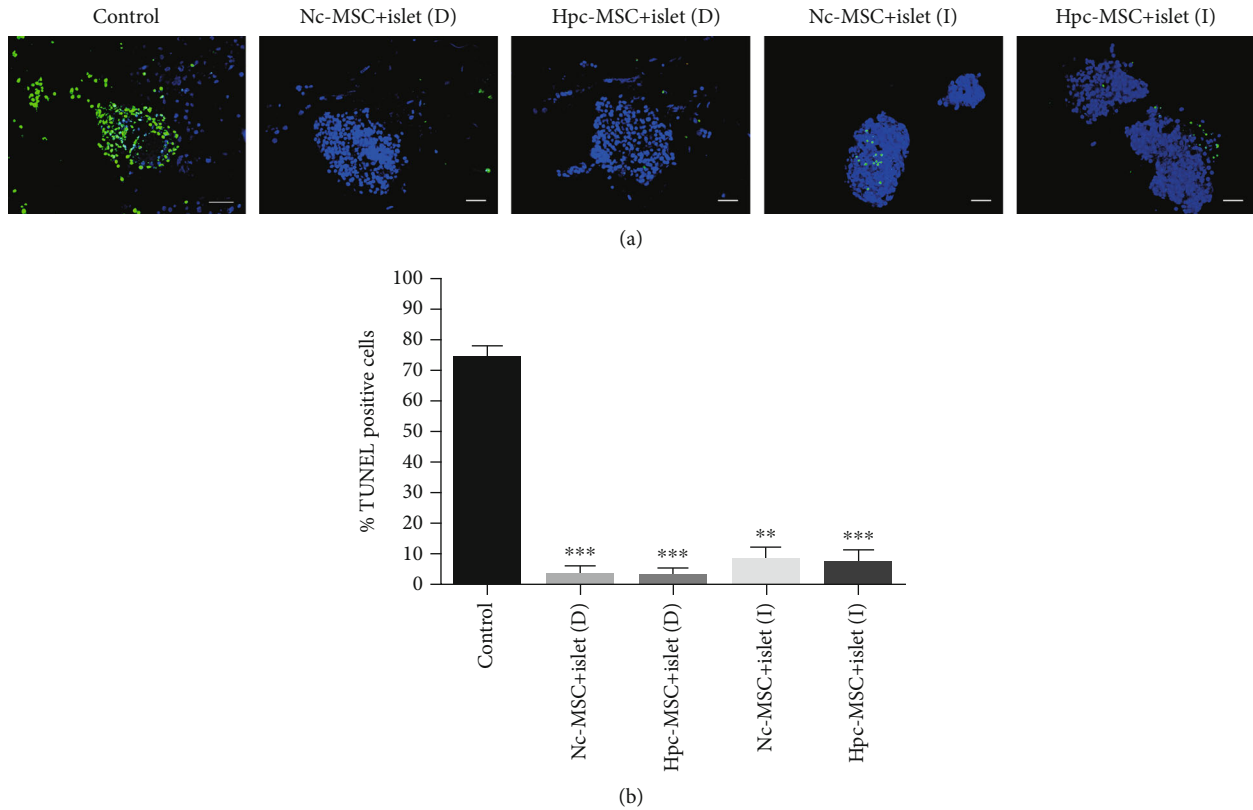 Control
Nc-MSC+islet (D)
Hpc-MSC+islet (D)
Nc-MSC+islet (I)
Hpc-MSC+islet (I)
(a)
100
90
80
70
60
50
40
30
20
10
0
% TUNEL positive cells
***
***
**
***
Control
Nc-MSC+islet (D)
Hpc-MSC+islet (D)
Nc-MSC+islet (I)
Hpc-MSC+islet (I)
(b)